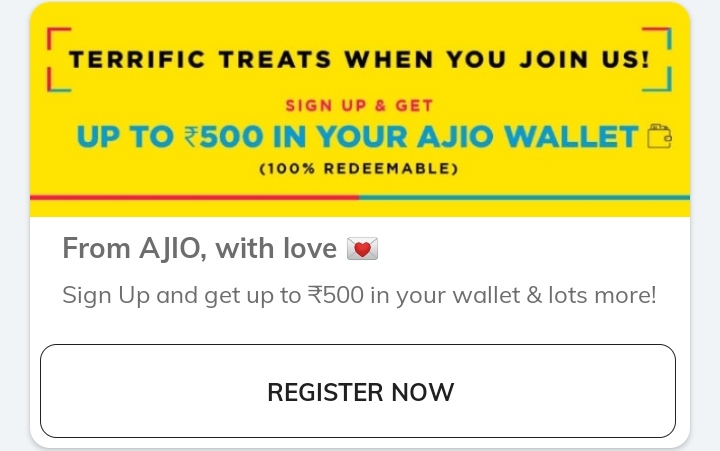 TERRIFIC TREATS WHEN YOU JOIN US!
SIGN UP & GET
UP TO ₹500 IN YOUR AJIO WALLET
(100% REDEEMABLE)
From AJIO, with love 💌
Sign Up and get up to ₹500 in your wallet & lots more!
REGISTER NOW